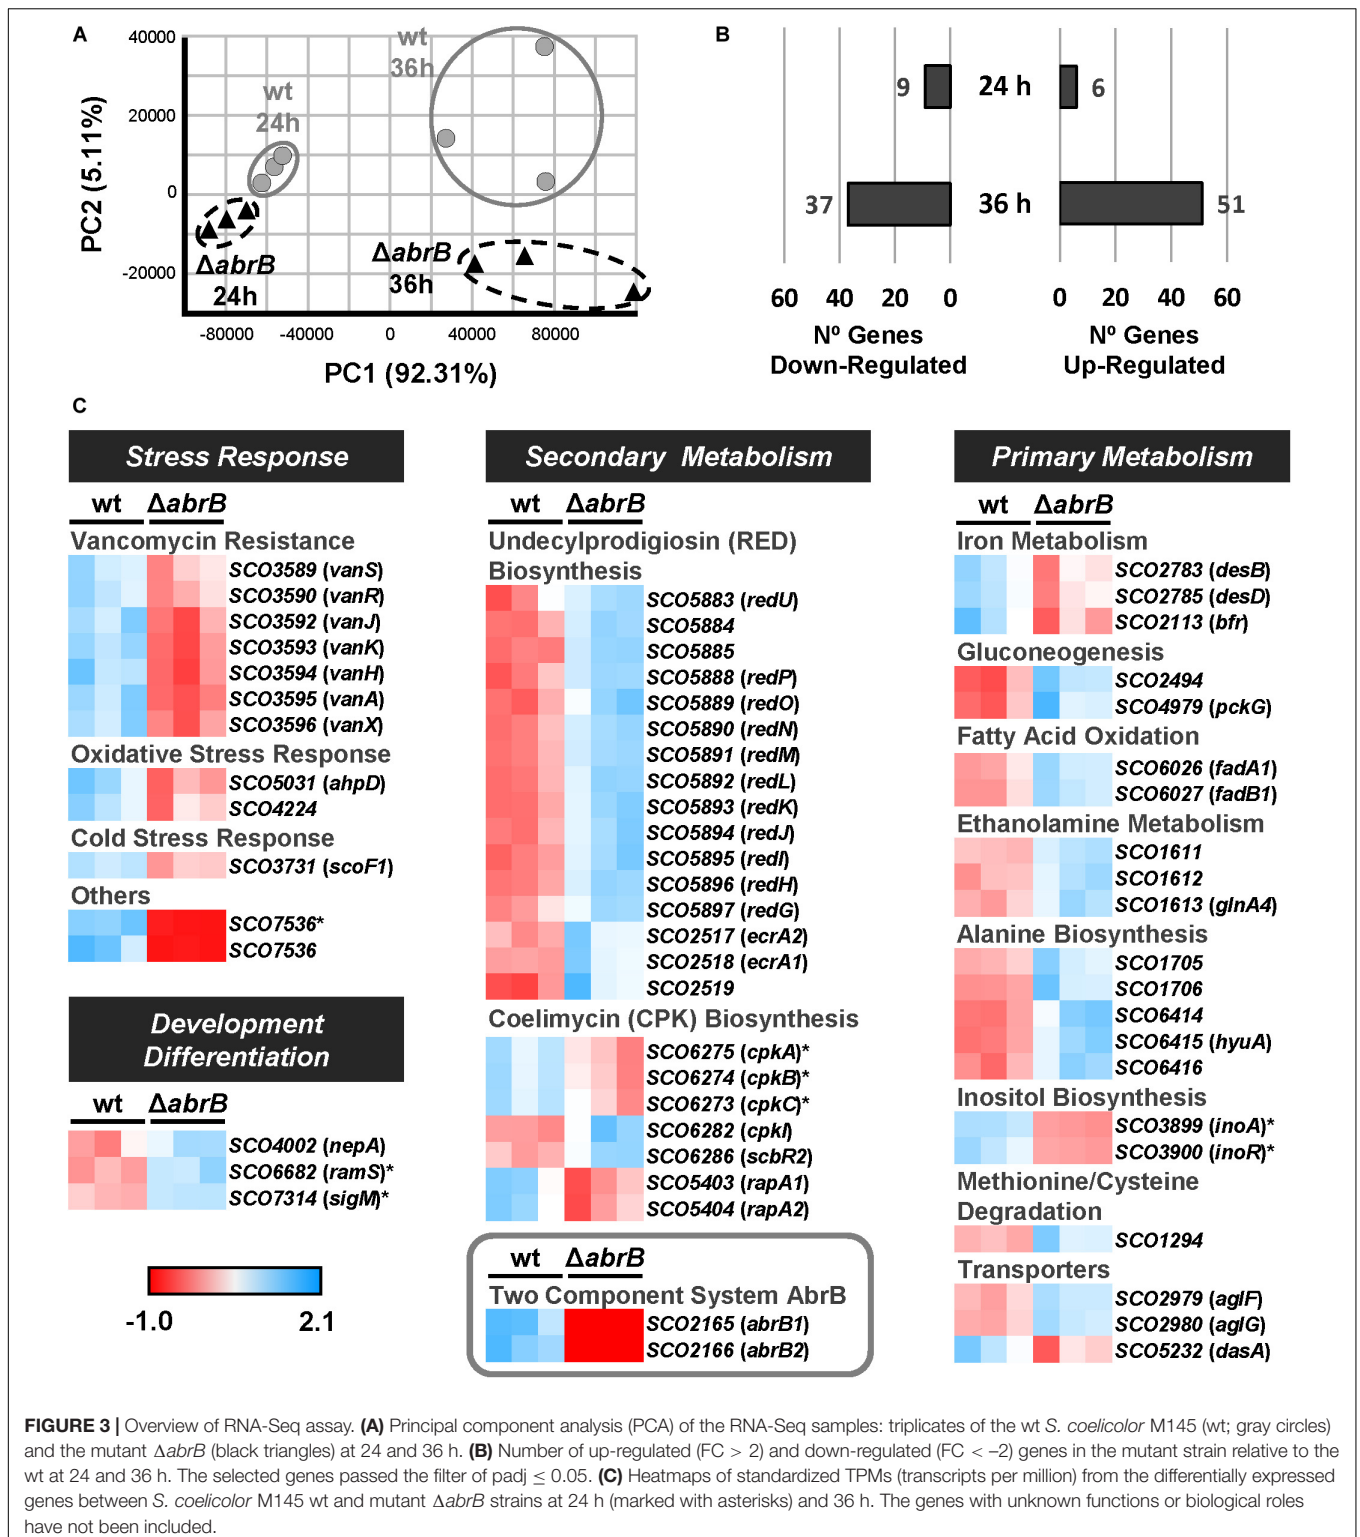 A
40000
20000
0
-20000
PC2 (5.11%)
wt
24h
wt
36h
ΔabrB
24h
ΔabrB
36h
-80000 -40000 0 40000 80000
PC1 (92.31%)
B
9 24 h 6
37 36 h 51
60 40 20 0 0 20 40 60
Nº Genes
Down-Regulated
Nº Genes
Up-Regulated
C
Stress Response
wt ΔabrB
Vancomycin Resistance
SCO3589 (vanS)
SCO3590 (vanR)
SCO3592 (vanJ)
SCO3593 (vanK)
SCO3594 (vanH)
SCO3595 (vanA)
SCO3596 (vanX)
Oxidative Stress Response
SCO5031 (ahpD)
SCO4224
Cold Stress Response
SCO3731 (scoF1)
Others
SCO7536*
SCO7536
Development
Differentiation
wt ΔabrB
SCO4002 (nepA)
SCO6682 (ramS)*
SCO7314 (sigM)*
-1.0 2.1
Secondary Metabolism
wt ΔabrB
Undecylprodigiosin (RED)
Biosynthesis
SCO5883 (redU)
SCO5884
SCO5885
SCO5888 (redP)
SCO5889 (redO)
SCO5890 (redN)
SCO5891 (redM)
SCO5892 (redL)
SCO5893 (redK)
SCO5894 (redJ)
SCO5895 (redI)
SCO5896 (redH)
SCO5897 (redG)
SCO2517 (ecrA2)
SCO2518 (ecrA1)
SCO2519
Coelimycin (CPK) Biosynthesis
SCO6275 (cpkA)*
SCO6274 (cpkB)*
SCO6273 (cpkC)*
SCO6282 (cpkI)
SCO6286 (scbR2)
SCO5403 (rapA1)
SCO5404 (rapA2)
wt ΔabrB
Two Component System AbrB
SCO2165 (abrB1)
SCO2166 (abrB2)
Primary Metabolism
wt ΔabrB
Iron Metabolism
SCO2783 (desB)
SCO2785 (desD)
SCO2113 (bfr)
Gluconeogenesis
SCO2494
SCO4979 (pckG)
Fatty Acid Oxidation
SCO6026 (fadA1)
SCO6027 (fadB1)
Ethanolamine Metabolism
SCO1611
SCO1612
SCO1613 (glnA4)
Alanine Biosynthesis
SCO1705
SCO1706
SCO6414
SCO6415 (hyuA)
SCO6416
Inositol Biosynthesis
SCO3899 (inoA)*
SCO3900 (inoR)*
Methionine/Cysteine
Degradation
SCO1294
Transporters
SCO2979 (aglF)
SCO2980 (aglG)
SCO5232 (dasA)
FIGURE 3 | Overview of RNA-Seq assay. (A) Principal component analysis (PCA) of the RNA-Seq samples: triplicates of the wt S. coelicolor M145 (wt; gray circles)
and the mutant ΔabrB (black triangles) at 24 and 36 h. (B) Number of up-regulated (FC > 2) and down-regulated (FC < –2) genes in the mutant strain relative to the
wt at 24 and 36 h. The selected genes passed the filter of padj ≤ 0.05. (C) Heatmaps of standardized TPMs (transcripts per million) from the differentially expressed
genes between S. coelicolor M145 wt and mutant ΔabrB strains at 24 h (marked with asterisks) and 36 h. The genes with unknown functions or biological roles
have not been included.